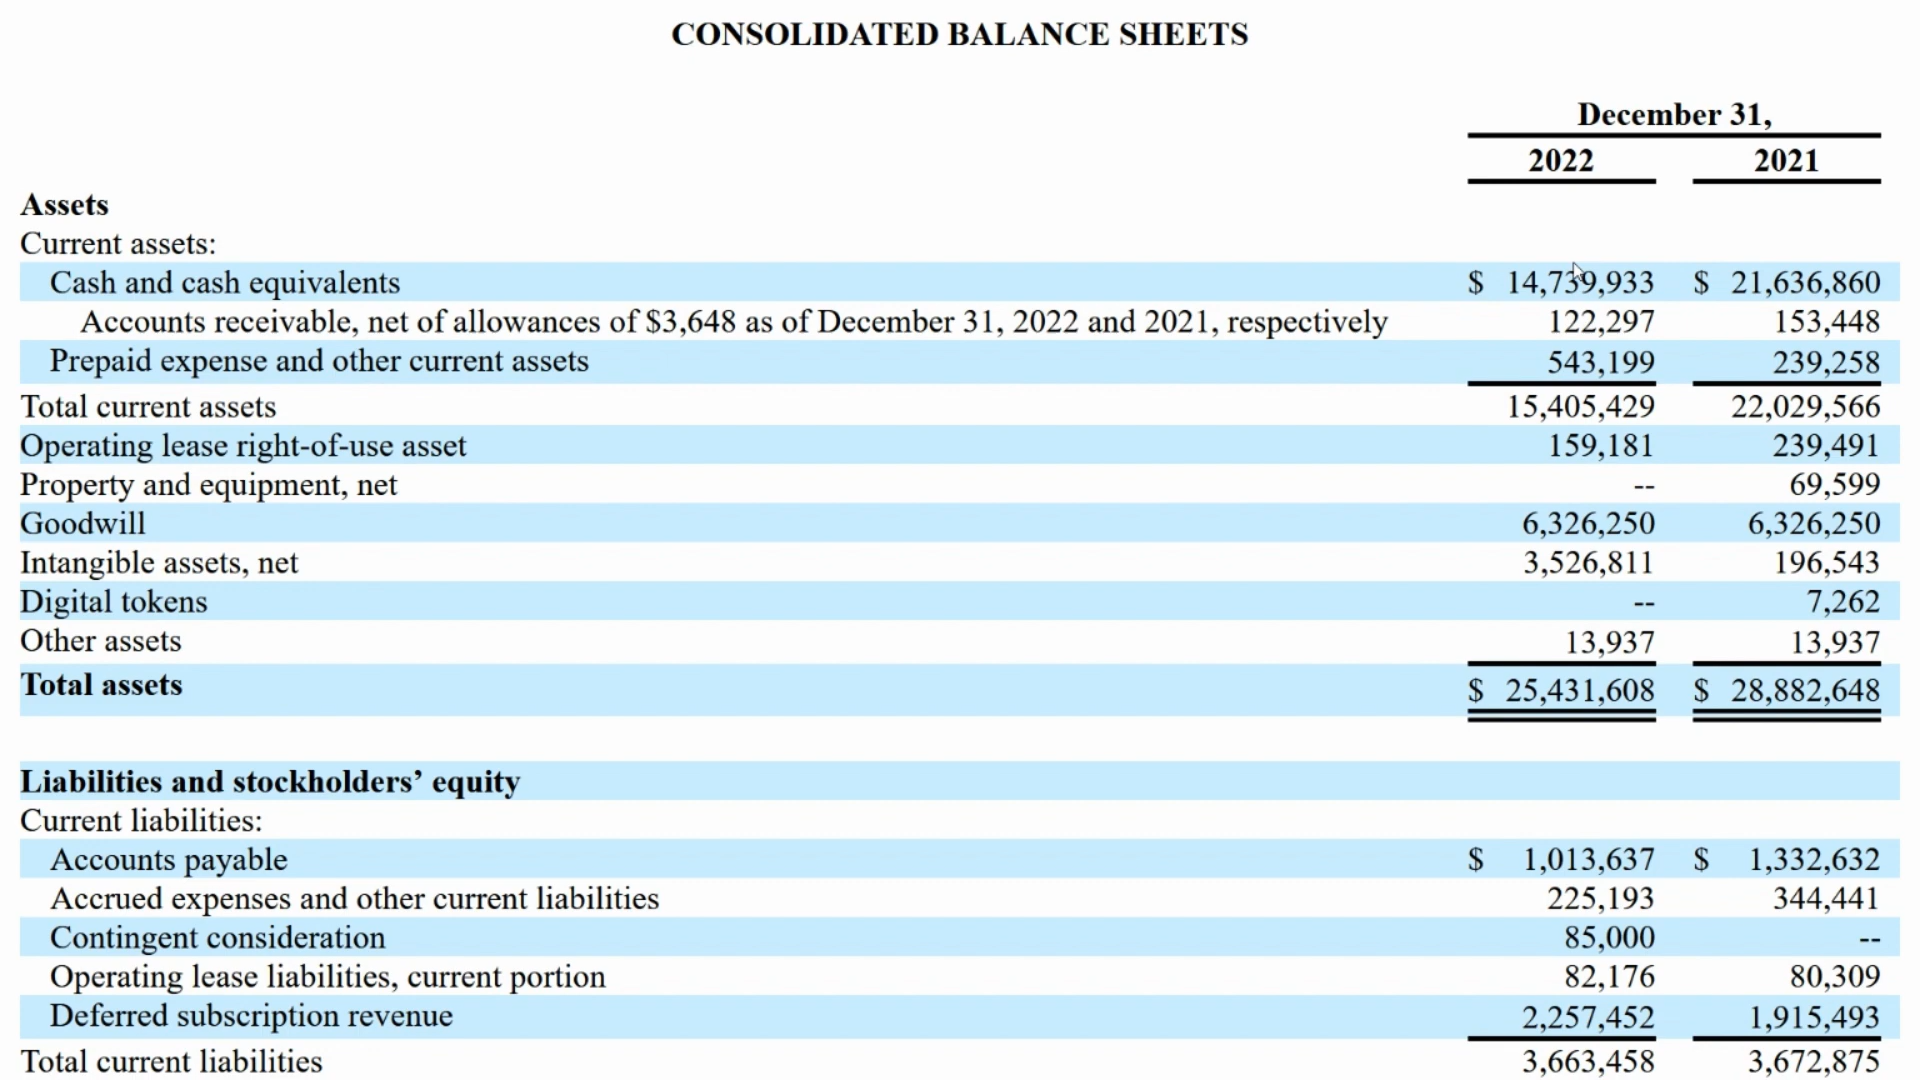 CONSOLIDATED BALANCE SHEETS
December 31,
2022 2021
Assets
Current assets:
Cash and cash equivalents $ 14,739,933 $ 21,636,860
Accounts receivable, net of allowances of $3,648 as of December 31, 2022 and 2021, respectively 122,297 153,448
Prepaid expense and other current assets 543,199 239,258
Total current assets 15,405,429 22,029,566
Operating lease right-of-use asset 159,181 239,491
Property and equipment, net -- 69,599
Goodwill 6,326,250 6,326,250
Intangible assets, net 3,526,811 196,543
Digital tokens -- 7,262
Other assets 13,937 13,937
Total assets $ 25,431,608 $ 28,882,648
Liabilities and stockholders’ equity
Current liabilities:
Accounts payable $ 1,013,637 $ 1,332,632
Accrued expenses and other current liabilities 225,193 344,441
Contingent consideration 85,000 --
Operating lease liabilities, current portion 82,176 80,309
Deferred subscription revenue 2,257,452 1,915,493
Total current liabilities 3,663,458 3,672,875